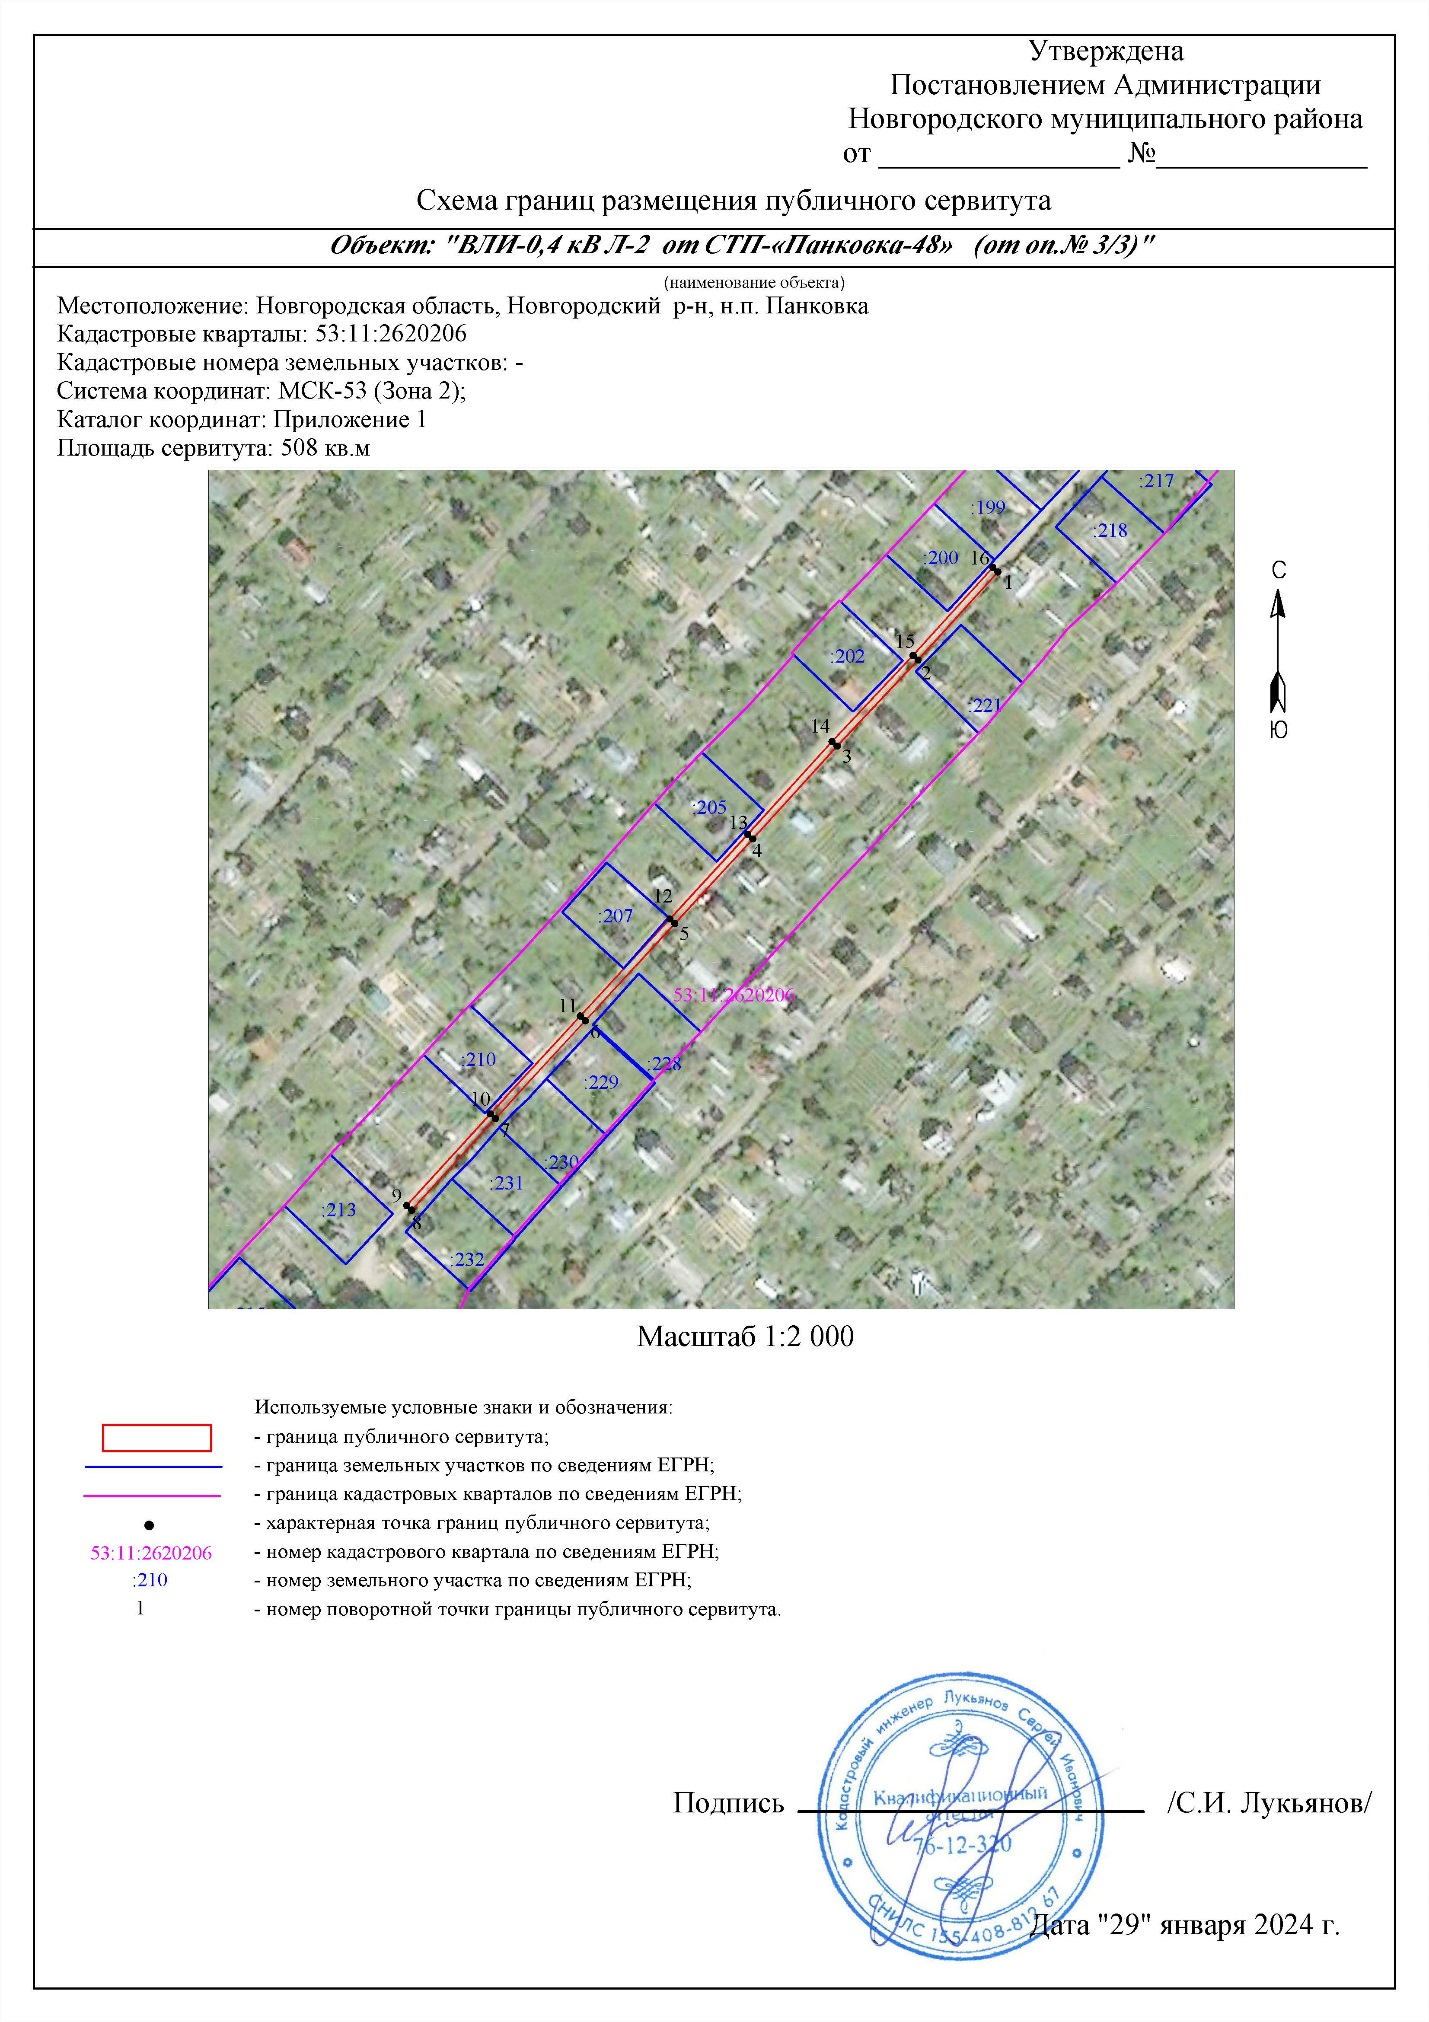 Утверждена
Постановлением Администрации
Новгородского муниципального района
от ________________ №______________
Схема границ размещения публичного сервитута
Объект: "ВЛИ-0,4 кВ Л-2 от СТП-«Панковка-48» (от оп.№ 3/3)"
(наименование объекта)
Местоположение: Новгородская область, Новгородский р-н, н.п. Панковка
Кадастровые кварталы: 53:11:2620206
Кадастровые номера земельных участков: -
Система координат: МСК-53 (Зона 2);
Каталог координат: Приложение 1
Площадь сервитута: 508 кв.м
:217
:199
:218
:200
16
1
С
15
:202
2
:221
14
Ю
3
:205
13
4
12
:207
5
53:11:2620206
11
6
:210
:228
:229
10
7
:230
:231
9
:213
8
:232
Масштаб 1:2 000
Используемые условные знаки и обозначения:
- граница публичного сервитута;
- граница земельных участков по сведениям ЕГРН;
- граница кадастровых кварталов по сведениям ЕГРН;
- характерная точка границ публичного сервитута;
53:11:2620206 - номер кадастрового квартала по сведениям ЕГРН;
:210 - номер земельного участка по сведениям ЕГРН;
1 - номер поворотной точки границы публичного сервитута.
Кадастровый инженер Лукьянов Сергей Иванович
Квалификационный
аттестат
76-12-320
СНИЛС 155-408-812 67
Подпись ______________ /С.И. Лукьянов/
Дата "29" января 2024 г.